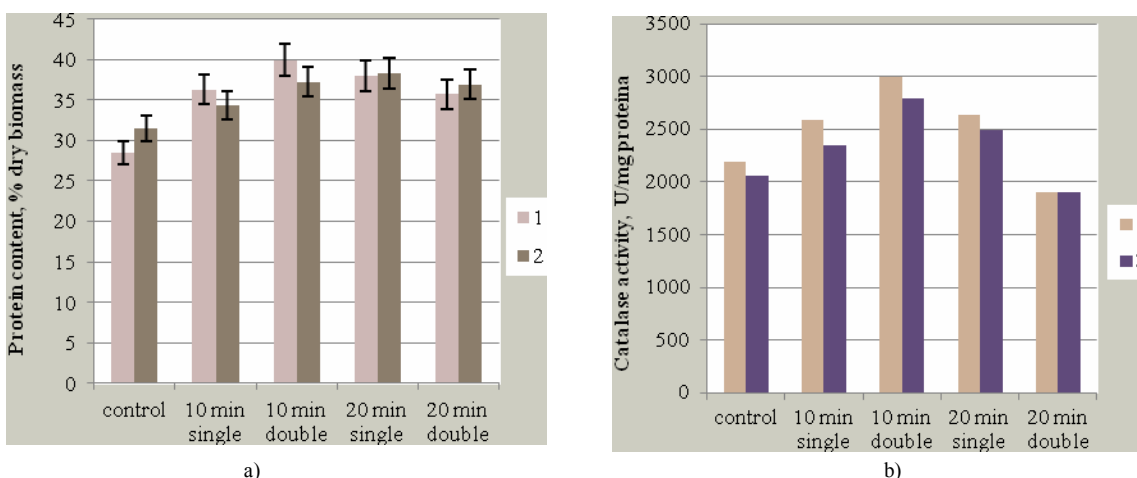 Protein content, % dry biomass
45
40
35
30
25
20
15
10
5
0
control
10 min
single
10 min
double
20 min
single
20 min
double
1
2
a)
Catalase activity, U/mgproteina
3500
3000
2500
2000
1500
1000
500
0
control
10 min
single
10 min
double
20 min
single
20 min
double
b)